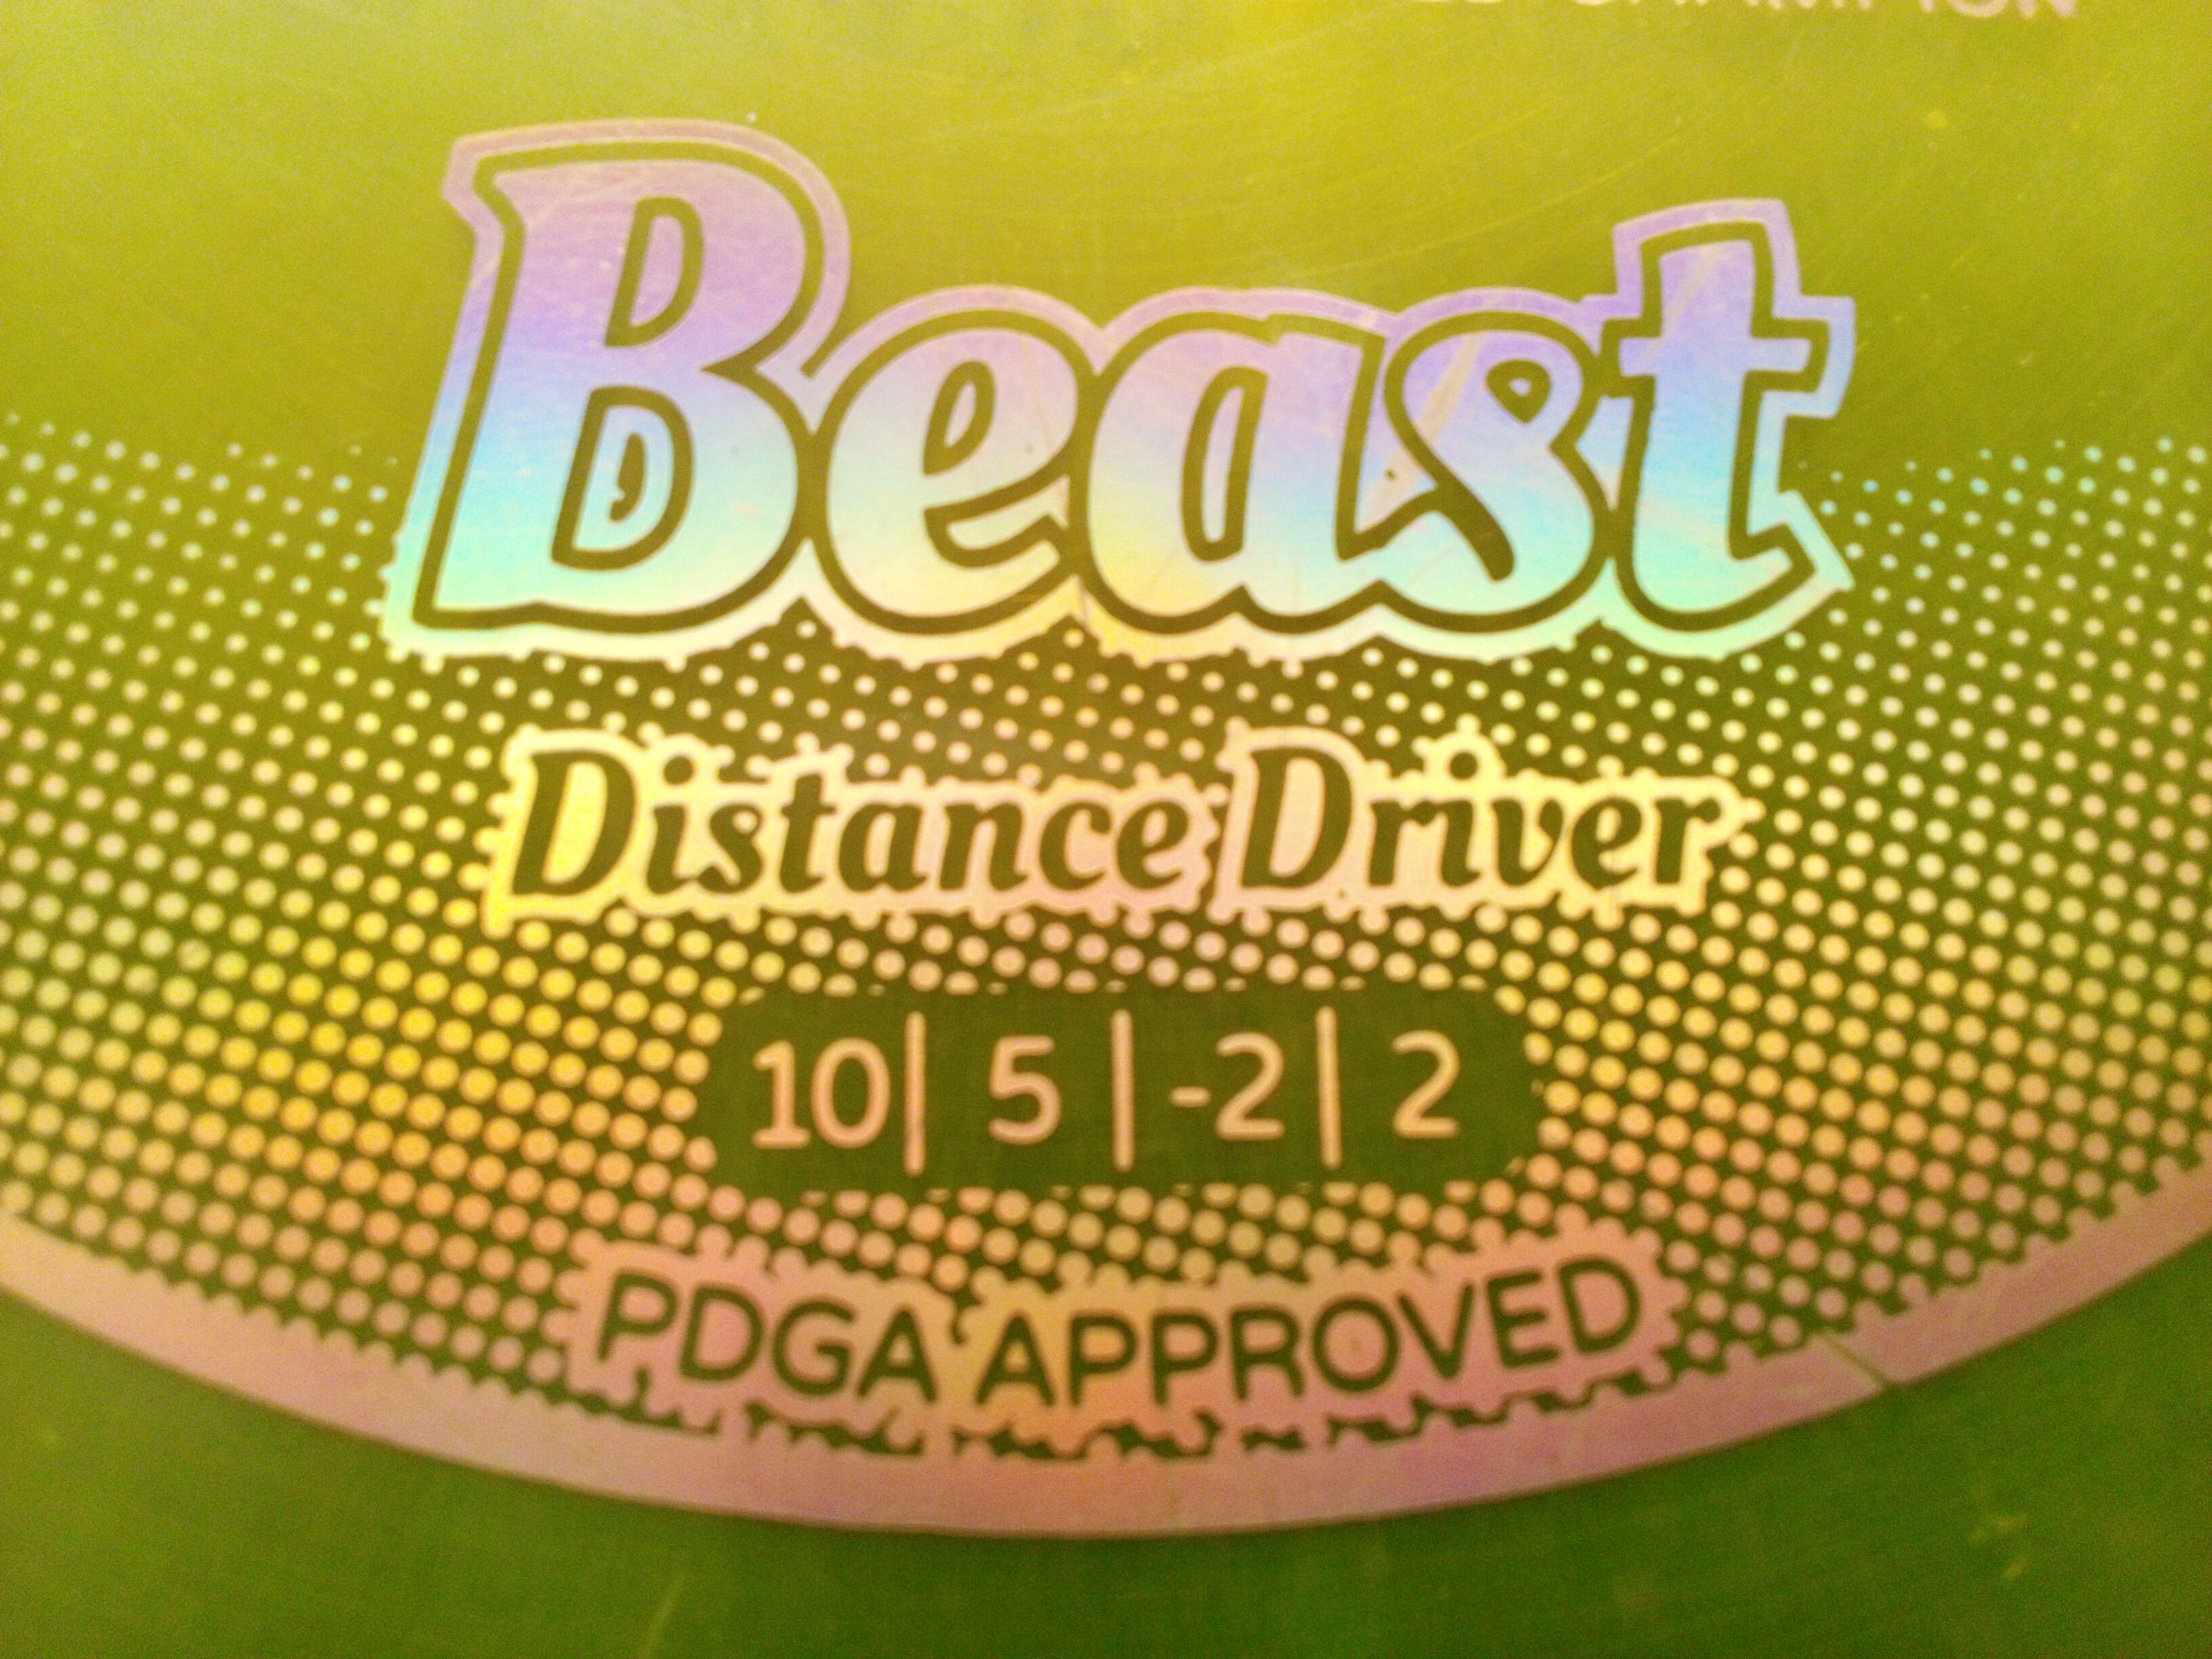 Beast
Distance Driver
10| 5 |-2| 2
PDGA APPROVED